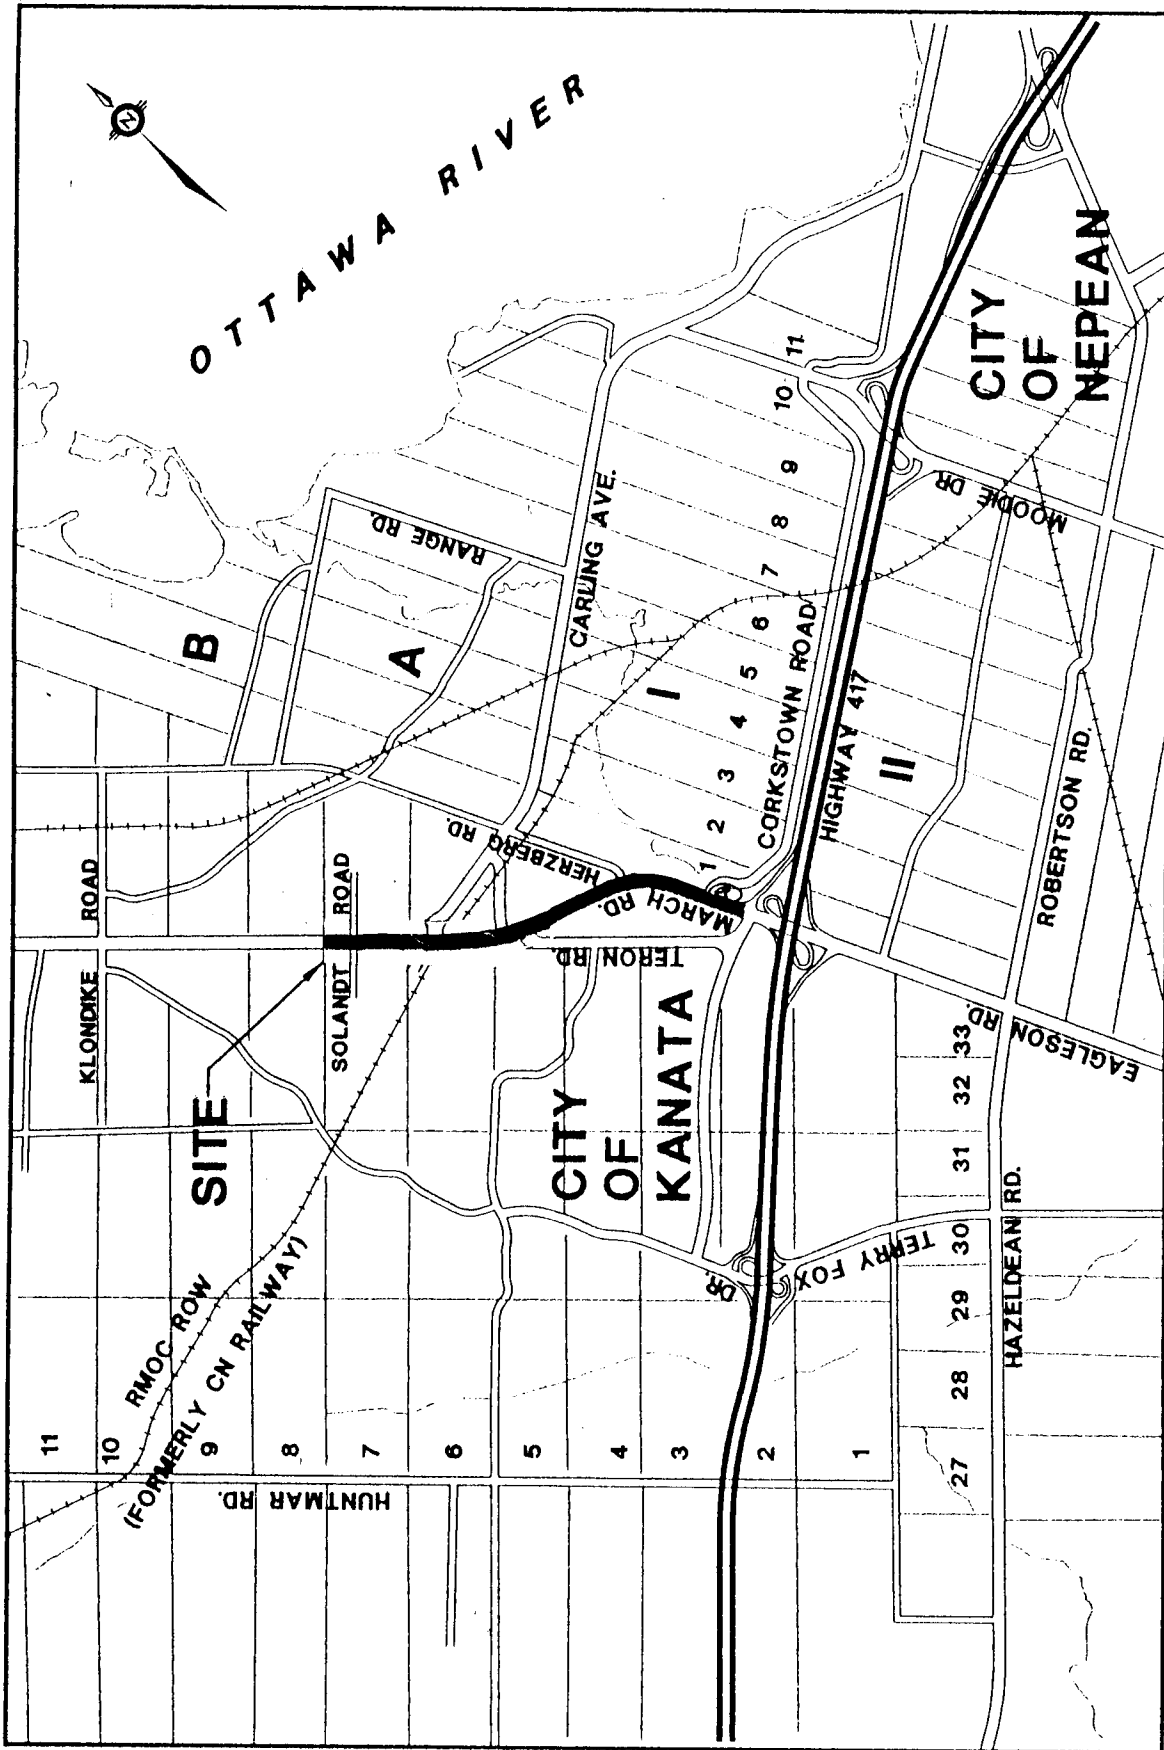 N
OTTAWA RIVER
CITY
OF
NEPEAN
11
10
9
8
7
6
5
4
3
2
1
MOODIE DR
RANGE RD.
CARLING AVE.
B
A
I
II
CORKSTOWN ROAD
HIGHWAY 417
ROBERTSON RD.
HERZBERG RD.
MARCH RD.
TERON RD.
KLONDIKE ROAD
SOLANDT ROAD
SITE
CITY
OF
KANATA
EAGLESON RD.
33
32
31
30
29
28
27
HAZELDEAN RD.
TERRY FOX DR.
RMOC ROW
(FORMERLY CN RAILWAY)
11
10
9
8
7
6
5
4
3
2
1
HUNTMAR RD.